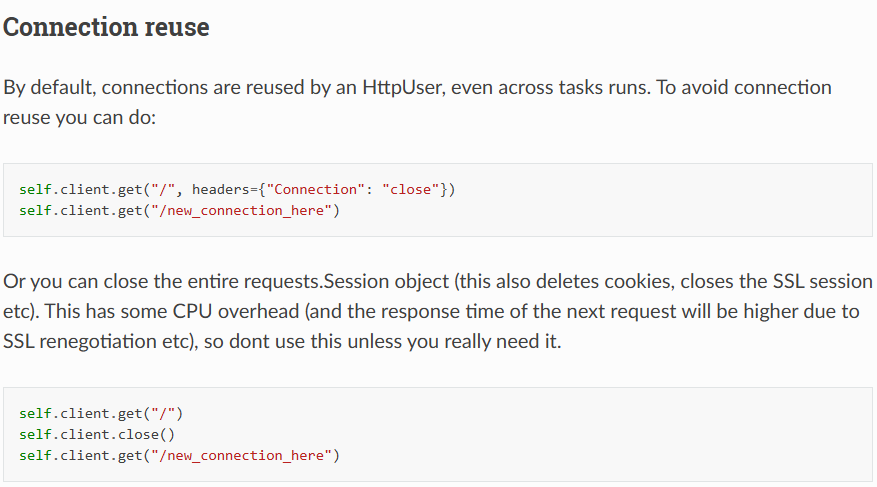 Connection reuse
By default, connections are reused by an HttpUser, even across tasks runs. To avoid connection
reuse you can do:
self.client.get("/", headers={"Connection": "close"})
self.client.get("/new_connection_here")
Or you can close the entire requests.Session object (this also deletes cookies, closes the SSL session
etc). This has some CPU overhead (and the response time of the next request will be higher due to
SSL renegotiation etc), so dont use this unless you really need it.
self.client.get("/")
self.client.close()
self.client.get("/new_connection_here")